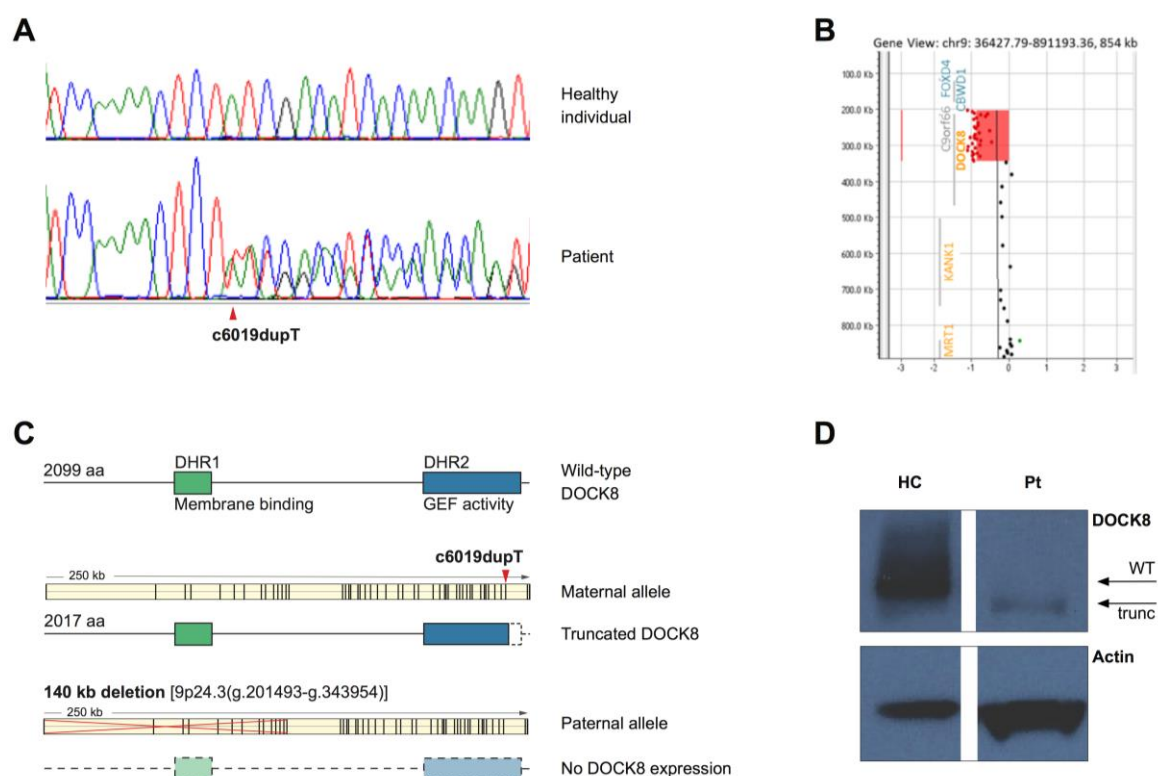 A
Healthy
individual
Patient
c6019dupT
B
Gene View: chr9: 36427.79-891193.36, 854 kb
100.0 Kb
200.0 Kb
300.0 Kb
400.0 Kb
500.0 Kb
600.0 Kb
700.0 Kb
800.0 Kb
FOXD4
CBWD1
C9orf66
DOCK8
KANK1
MRT1
-3 -2 -1 0 1 2 3
C
2099 aa
DHR1
DHR2
Membrane binding
GEF activity
Wild-type
DOCK8
c6019dupT
250 kb
Maternal allele
2017 aa
Truncated DOCK8
140 kb deletion [9p24.3(g.201493-g.343954)]
250 kb
Paternal allele
No DOCK8 expression
D
HC Pt
DOCK8
WT
trunc
Actin